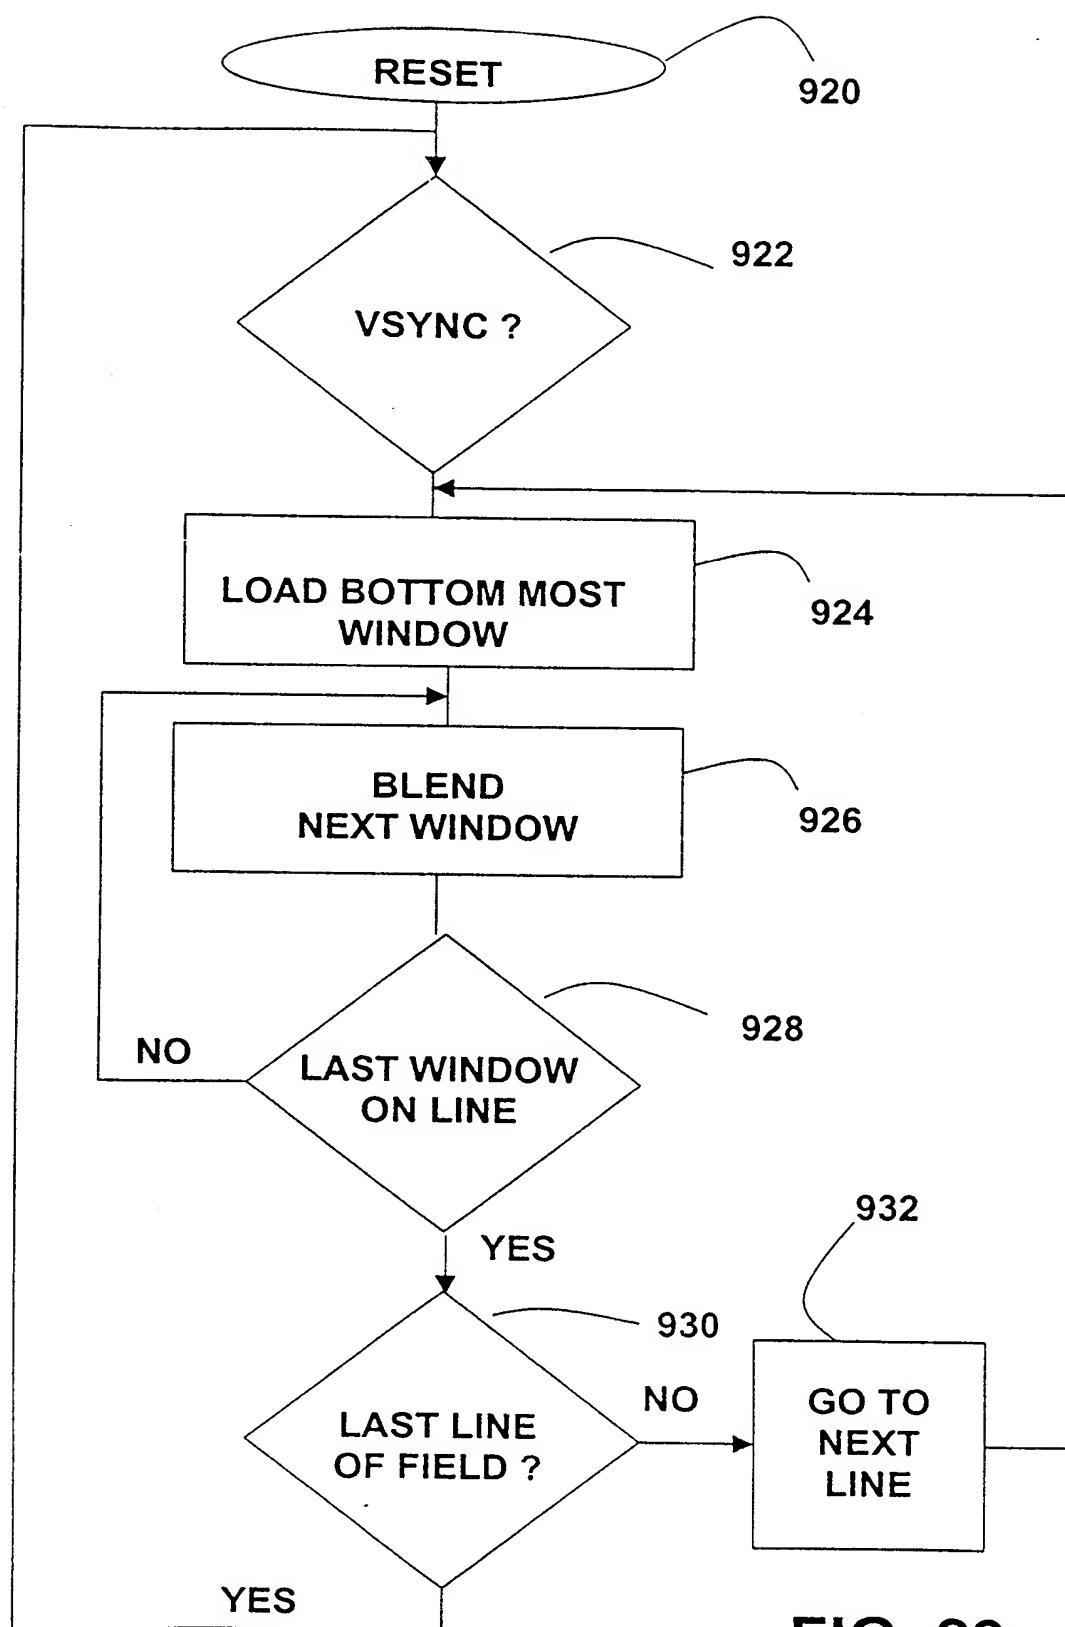 RESET
920
922
VSYNC ?
LOAD BOTTOM MOST
WINDOW
924
BLEND
NEXT WINDOW
926
928
NO
LAST WINDOW
ON LINE
932
YES
930
NO
GO TO
NEXT
LINE
LAST LINE
OF FIELD ?
YES